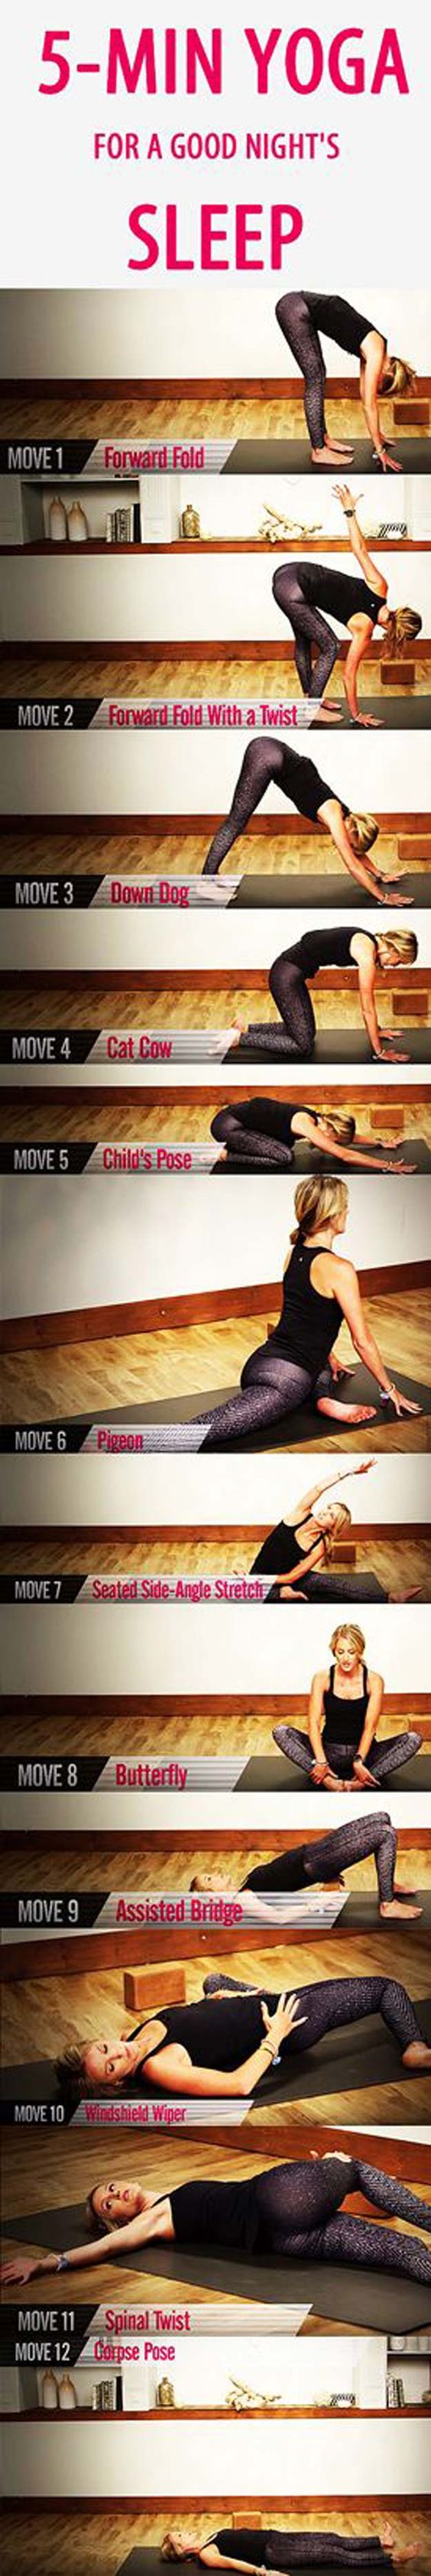 5-MIN YOGA
FOR A GOOD NIGHT'S
SLEEP
MOVE 1 Forward Fold
MOVE 2 Forward Fold With a Twist
MOVE 3 Down Dog
MOVE 4 Cat Cow
MOVE 5 Child's Pose
MOVE 6 Pigeon
MOVE 7 Seated Side-Angle Stretch
MOVE 8 Butterfly
MOVE 9 Assisted Bridge
MOVE 10 Windshield Wiper
MOVE 11 Spinal Twist
MOVE 12 Corpse Pose